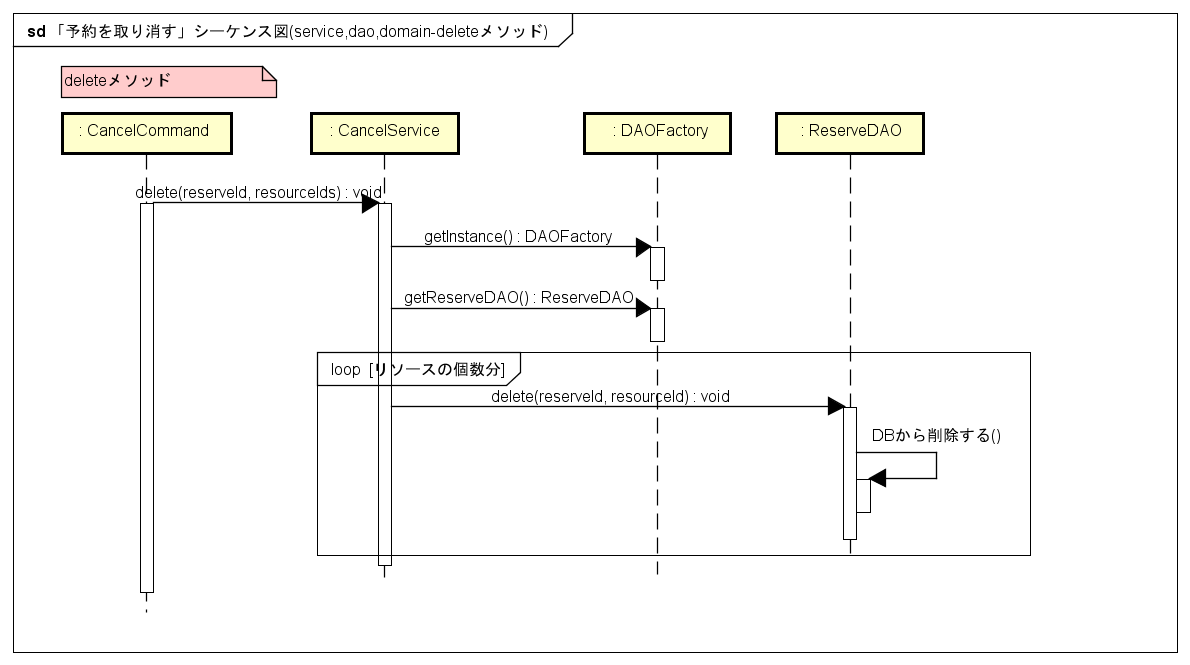 sd 「予約を取り消す」シーケンス図(service,dao,domain-deleteメソッド)
deleteメソッド
: CancelCommand
: CancelService
: DAOFactory
: ReserveDAO
delete(reserveId, resourceIds) : void
getInstance() : DAOFactory
getReserveDAO() : ReserveDAO
loop [リソースの個数分]
delete(reserveId, resourceId) : void
DBから削除する()